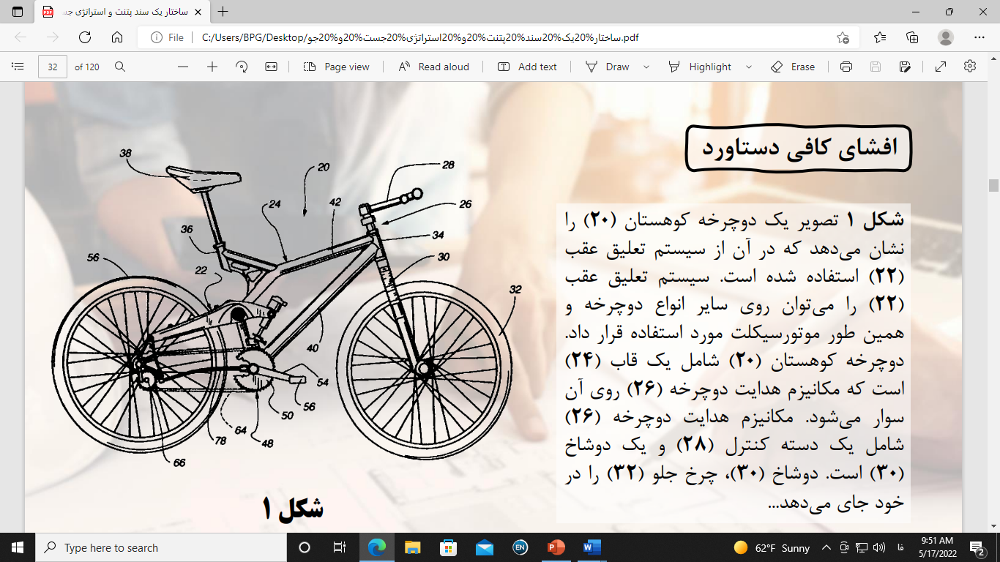 ساختار یک سند پتنت و استراتژی جس
File
C:/Users/BPG/Desktop/ساختار%20یک%20سند%20پتنت%20و%20استراتژی%20جست%20و%20جو.pdf
32 of 120
Page view
Read aloud
Add text
Draw
Highlight
Erase
افشای کافی دستاورد
شکل ۱ تصویر یک دوچرخه کوهستان (۲۰) را
نشان می‌دهد که در آن از سیستم تعلیق عقب
(۲۲) استفاده شده است. سیستم تعلیق عقب
(۲۲) را می‌توان روی سایر انواع دوچرخه و
همین طور موتورسیکلت مورد استفاده قرار داد.
دوچرخه کوهستان (۲۰) شامل یک قاب (۲۴)
است که مکانیزم هدایت دوچرخه (۲۶) روی آن
سوار می‌شود. مکانیزم هدایت دوچرخه (۲۶)
شامل یک دسته کنترل (۲۸) و یک دوشاخ
(۳۰) است. دوشاخ (۳۰)، چرخ جلو (۳۲) را در
خود جای می‌دهد...
38
20
28
24
42
26
36
34
56
30
22
32
40
54
56
50
64
78
48
66
شکل ۱
Type here to search
EN
62°F Sunny
فا
9:51 AM
5/17/2022
2